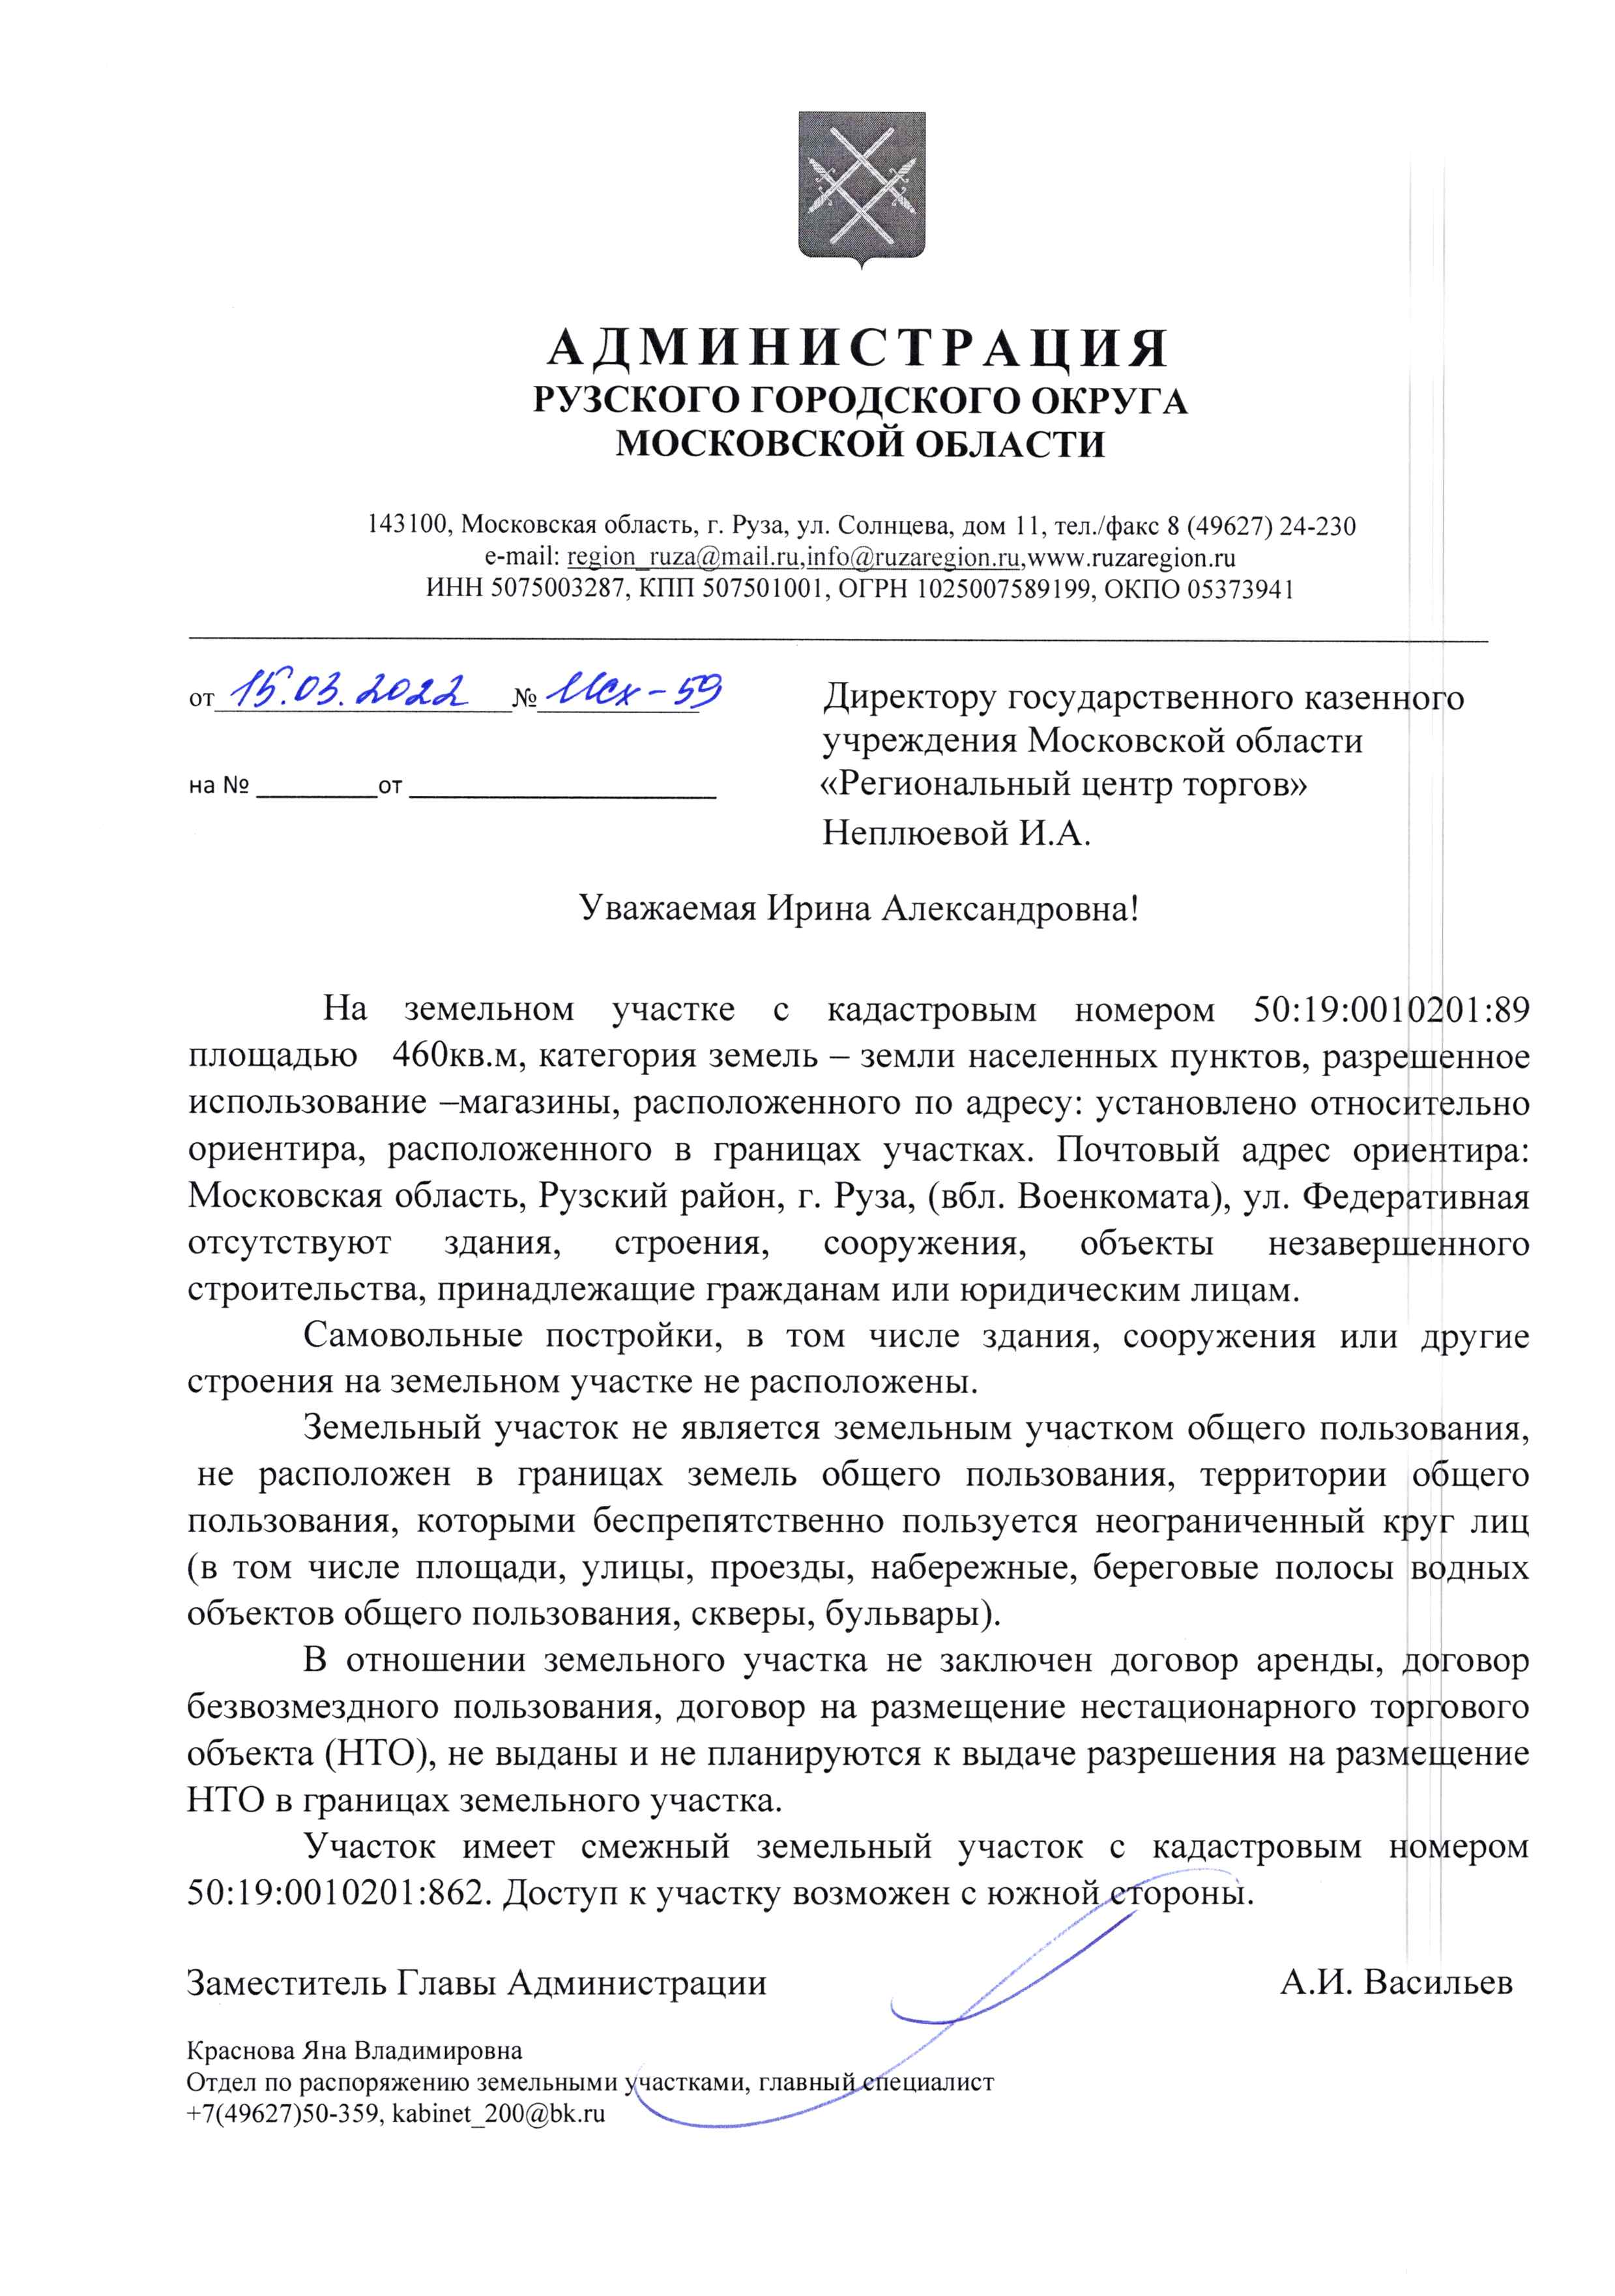 АДМИНИСТРАЦИЯ
РУЗСКОГО ГОРОДСКОГО ОКРУГА
МОСКОВСКОЙ ОБЛАСТИ
143100, Московская область, г. Руза, ул. Солнцева, дом 11, тел./факс 8 (49627) 24-230
e-mail: region_ruza@mail.ru,info@ruzaregion.ru,www.ruzaregion.ru
ИНН 5075003287, КПП 507501001, ОГРН 1025007589199, ОКПО 05373941
от 15.03.2022 № Исх-59
на № __________от
Директору государственного казенного
учреждения Московской области
«Региональный центр торгов»
Неплюевой И.А.
Уважаемая Ирина Александровна!
На земельном участке с кадастровым номером 50:19:0010201:89
площадью 460кв.м, категория земель – земли населенных пунктов, разрешенное
использование –магазины, расположенного по адресу: установлено относительно
ориентира, расположенного в границах участках. Почтовый адрес ориентира:
Московская область, Рузский район, г. Руза, (вбл. Военкомата), ул. Федеративная
отсутствуют здания, строения, сооружения, объекты незавершенного
строительства, принадлежащие гражданам или юридическим лицам.
Самовольные постройки, в том числе здания, сооружения или другие
строения на земельном участке не расположены.
Земельный участок не является земельным участком общего пользования,
не расположен в границах земель общего пользования, территории общего
пользования, которыми беспрепятственно пользуется неограниченный круг лиц
(в том числе площади, улицы, проезды, набережные, береговые полосы водных
объектов общего пользования, скверы, бульвары).
В отношении земельного участка не заключен договор аренды, договор
безвозмездного пользования, договор на размещение нестационарного торгового
объекта (НТО), не выданы и не планируются к выдаче разрешения на размещение
НТО в границах земельного участка.
Участок имеет смежный земельный участок с кадастровым номером
50:19:0010201:862. Доступ к участку возможен с южной стороны.
Заместитель Главы Администрации А.И. Васильев
Краснова Яна Владимировна
Отдел по распоряжению земельными участками, главный специалист
+7(49627)50-359, kabinet_200@bk.ru